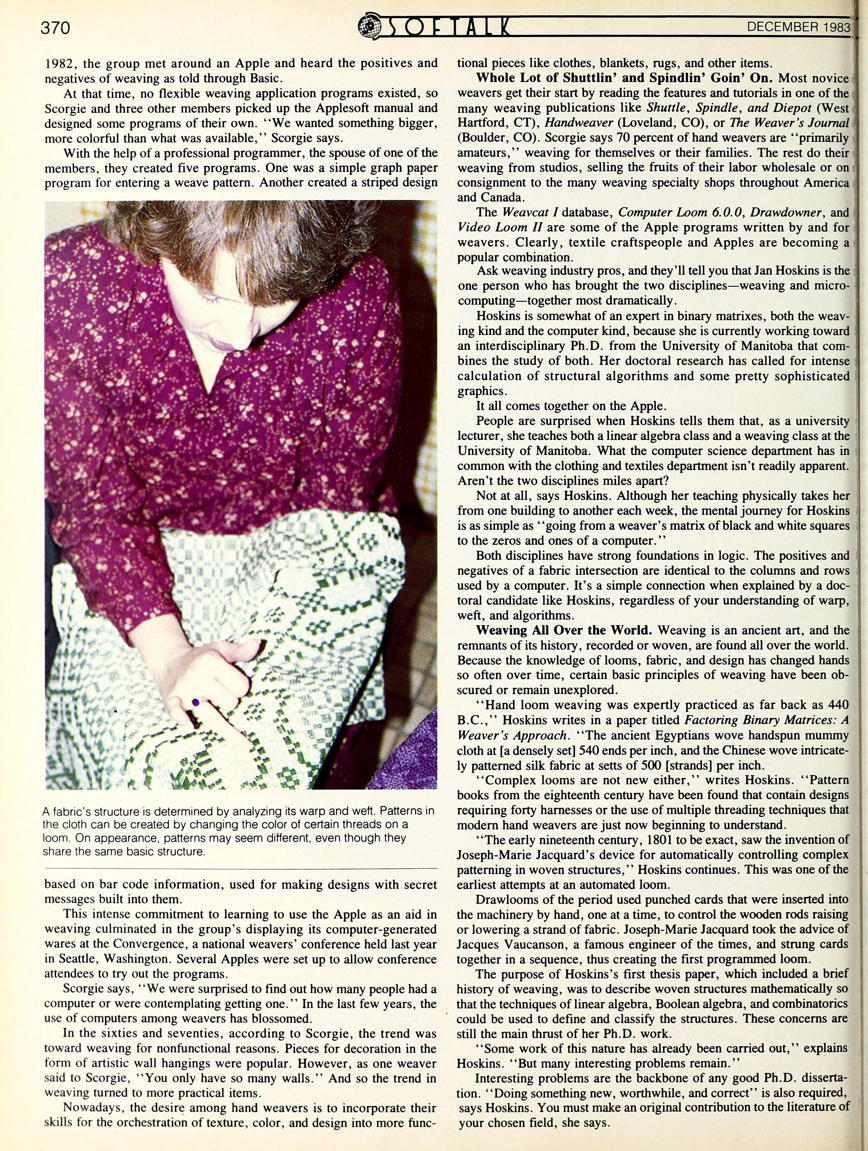 370
SOFTALK
DECEMBER 1983
1982, the group met around an Apple and heard the positives and
negatives of weaving as told through Basic.
At that time, no flexible weaving application programs existed, so
Scorgie and three other members picked up the Applesoft manual and
designed some programs of their own. ‘‘We wanted something bigger,
more colorful than what was available,’’ Scorgie says.
With the help of a professional programmer, the spouse of one of the
members, they created five programs. One was a simple graph paper
program for entering a weave pattern. Another created a striped design
A fabric's structure is determined by analyzing its warp and weft. Patterns in
the cloth can be created by changing the color of certain threads on a
loom. On appearance, patterns may seem different, even though they
share the same basic structure.
based on bar code information, used for making designs with secret
messages built into them.
This intense commitment to learning to use the Apple as an aid in
weaving culminated in the group's displaying its computer-generated
wares at the Convergence, a national weavers' conference held last year
in Seattle, Washington. Several Apples were set up to allow conference
attendees to try out the programs.
Scorgie says, ‘‘We were surprised to find out how many people had a
computer or were contemplating getting one.’’ In the last few years, the
use of computers among weavers has blossomed.
In the sixties and seventies, according to Scorgie, the trend was
toward weaving for nonfunctional reasons. Pieces for decoration in the
form of artistic wall hangings were popular. However, as one weaver
said to Scorgie, ‘‘You only have so many walls.’’ And so the trend in
weaving turned to more practical items.
Nowadays, the desire among hand weavers is to incorporate their
skills for the orchestration of texture, color, and design into more func-
tional pieces like clothes, blankets, rugs, and other items.
Whole Lot of Shuttlin' and Spindlin' Goin' On. Most novice
weavers get their start by reading the features and tutorials in one of the
many weaving publications like Shuttle, Spindle, and Diepot (West
Hartford, CT), Handweaver (Loveland, CO), or The Weaver's Journal
(Boulder, CO). Scorgie says 70 percent of hand weavers are ‘‘primarily
amateurs,’’ weaving for themselves or their families. The rest do their
weaving from studios, selling the fruits of their labor wholesale or on
consignment to the many weaving specialty shops throughout America
and Canada.
The Weavcat I database, Computer Loom 6.0.0, Drawdowner, and
Video Loom II are some of the Apple programs written by and for
weavers. Clearly, textile craftspeople and Apples are becoming a
popular combination.
Ask weaving industry pros, and they'll tell you that Jan Hoskins is the
one person who has brought the two disciplines—weaving and micro-
computing—together most dramatically.
Hoskins is somewhat of an expert in binary matrixes, both the weav-
ing kind and the computer kind, because she is currently working toward
an interdisciplinary Ph.D. from the University of Manitoba that com-
bines the study of both. Her doctoral research has called for intense
calculation of structural algorithms and some pretty sophisticated
graphics.
It all comes together on the Apple.
People are surprised when Hoskins tells them that, as a university
lecturer, she teaches both a linear algebra class and a weaving class at the
University of Manitoba. What the computer science department has in
common with the clothing and textiles department isn't readily apparent.
Aren't the two disciplines miles apart?
Not at all, says Hoskins. Although her teaching physically takes her
from one building to another each week, the mental journey for Hoskins
is as simple as ‘‘going from a weaver's matrix of black and white squares
to the zeros and ones of a computer.’’
Both disciplines have strong foundations in logic. The positives and
negatives of a fabric intersection are identical to the columns and rows
used by a computer. It's a simple connection when explained by a doc-
toral candidate like Hoskins, regardless of your understanding of warp,
weft, and algorithms.
Weaving All Over the World. Weaving is an ancient art, and the
remnants of its history, recorded or woven, are found all over the world.
Because the knowledge of looms, fabric, and design has changed hands
so often over time, certain basic principles of weaving have been ob-
scured or remain unexplored.
‘‘Hand loom weaving was expertly practiced as far back as 440
B.C.,’’ Hoskins writes in a paper titled Factoring Binary Matrices: A
Weaver's Approach. ‘‘The ancient Egyptians wove handspun mummy
cloth at [a densely set] 540 ends per inch, and the Chinese wove intricate-
ly patterned silk fabric at setts of 500 [strands] per inch.
‘‘Complex looms are not new either,’’ writes Hoskins. ‘‘Pattern
books from the eighteenth century have been found that contain designs
requiring forty harnesses or the use of multiple threading techniques that
modern hand weavers are just now beginning to understand.
‘‘The early nineteenth century, 1801 to be exact, saw the invention of
Joseph-Marie Jacquard's device for automatically controlling complex
patterning in woven structures,’’ Hoskins continues. This was one of the
earliest attempts at an automated loom.
Drawlooms of the period used punched cards that were inserted into
the machinery by hand, one at a time, to control the wooden rods raising
or lowering a strand of fabric. Joseph-Marie Jacquard took the advice of
Jacques Vaucanson, a famous engineer of the times, and strung cards
together in a sequence, thus creating the first programmed loom.
The purpose of Hoskins's first thesis paper, which included a brief
history of weaving, was to describe woven structures mathematically so
that the techniques of linear algebra, Boolean algebra, and combinatorics
could be used to define and classify the structures. These concerns are
still the main thrust of her Ph.D. work.
‘‘Some work of this nature has already been carried out,’’ explains
Hoskins. ‘‘But many interesting problems remain.’’
Interesting problems are the backbone of any good Ph.D. disserta-
tion. ‘‘Doing something new, worthwhile, and correct’’ is also required,
says Hoskins. You must make an original contribution to the literature of
your chosen field, she says.